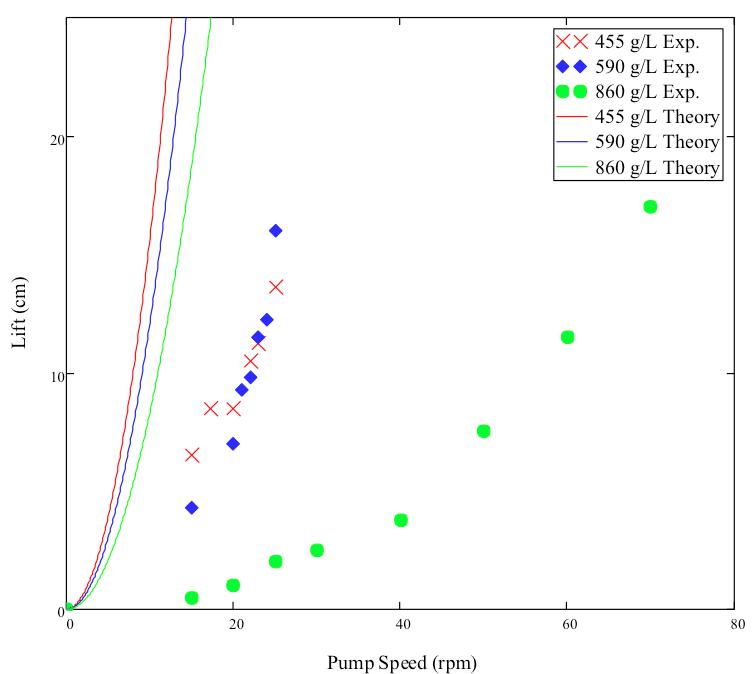 455 g/L Exp.
590 g/L Exp.
860 g/L Exp.
455 g/L Theory
590 g/L Theory
860 g/L Theory
20
10
0
Lift (cm)
0 20 40 60 80
Pump Speed (rpm)